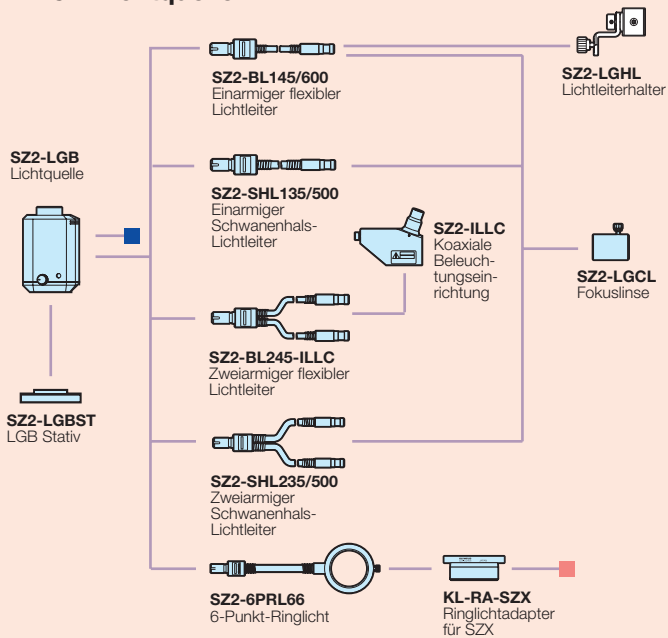 SZ2-BL145/600
Einarmiger flexibler
Lichtleiter
SZ2-LGHL
Lichtleiterhalter
SZ2-LGB
Lichtquelle
SZ2-SHL135/500
Einarmiger
Schwanenhals-
Lichtleiter
SZ2-ILLC
Koaxiale
Beleuch-
tungsein-
richtung
SZ2-LGCL
Fokuslinse
SZ2-BL245-ILLC
Zweiarmiger flexibler
Lichtleiter
SZ2-LGBST
LGB Stativ
SZ2-SHL235/500
Zweiarmiger
Schwanenhals-
Lichtleiter
SZ2-6PRL66
6-Punkt-Ringlicht
KL-RA-SZX
Ringlichtadapter
für SZX